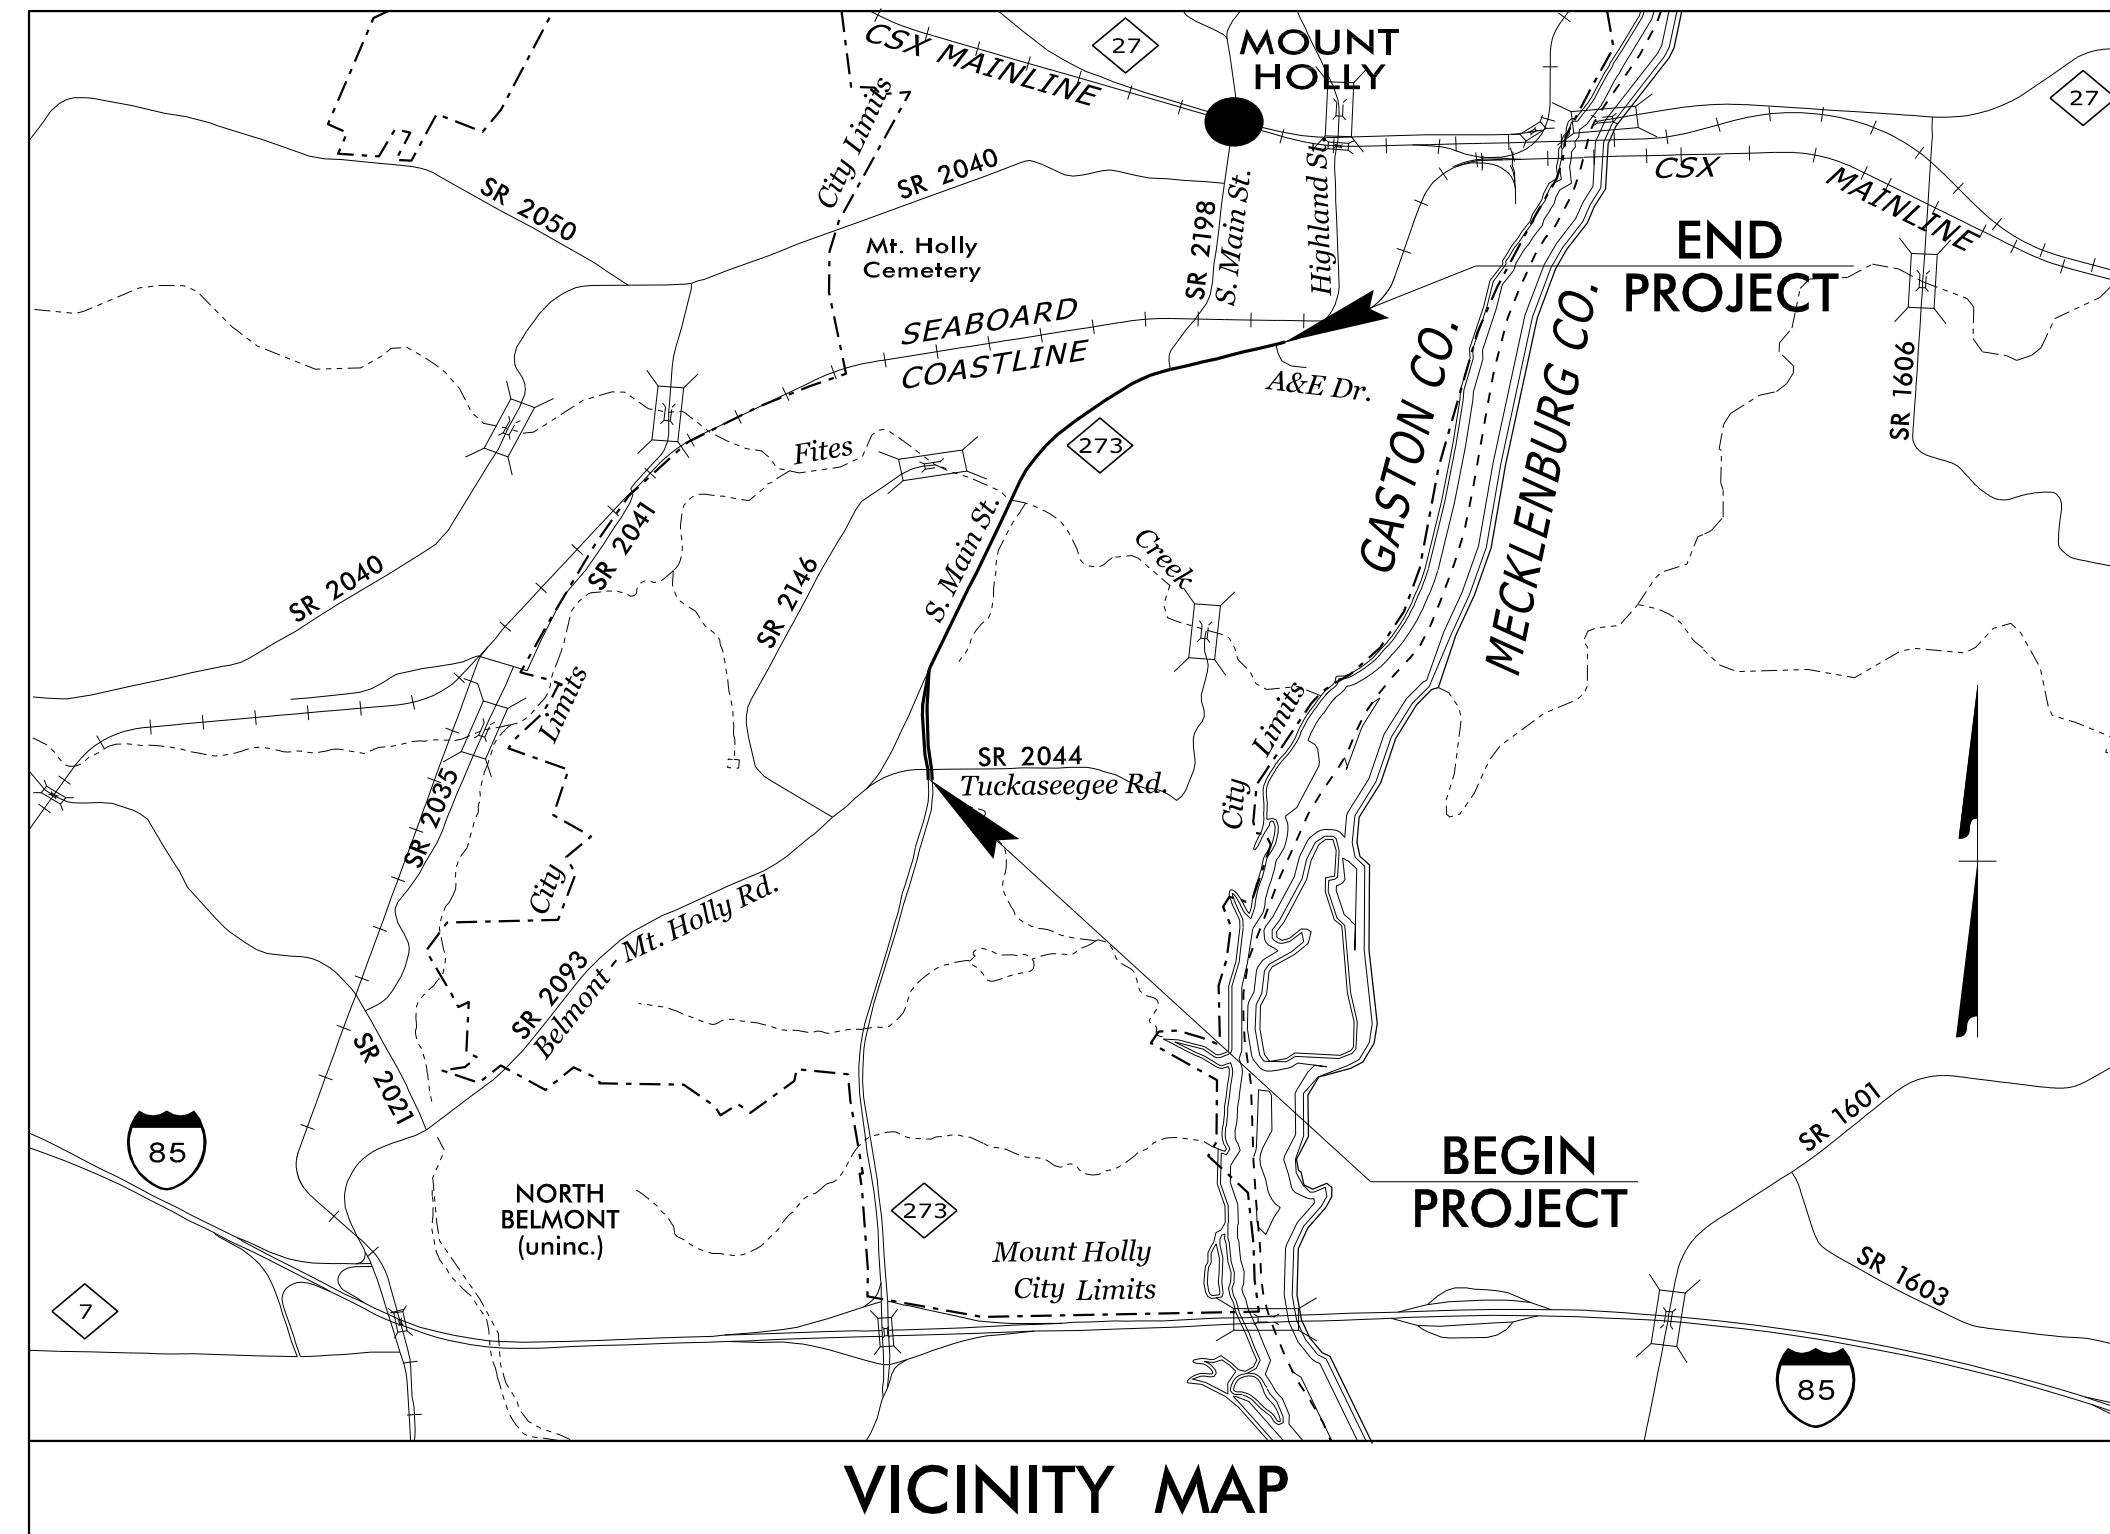 27
MOUNT
HOLLY
CSX MAINLINE
27
City Limits
SR 2040
CSX
MAINLINE
SR 2050
SR 2198
S. Main St.
Highland St.
Mt. Holly
Cemetery
END
PROJECT
SEABOARD
COASTLINE
A&E Dr.
GASTON CO.
MECKLENBURG CO.
SR 1606
273
Fites
SR 2041
SR 2040
SR 2146
S. Main St.
Creek
City Limits
City Limits
SR 2044
Tuckaseegee Rd.
SR 2035
SR 2093
Belmont - Mt. Holly Rd.
SR 2021
85
SR 1601
BEGIN
PROJECT
NORTH
BELMONT
(uninc.)
273
Mount Holly
City Limits
SR 1603
7
85
VICINITY MAP